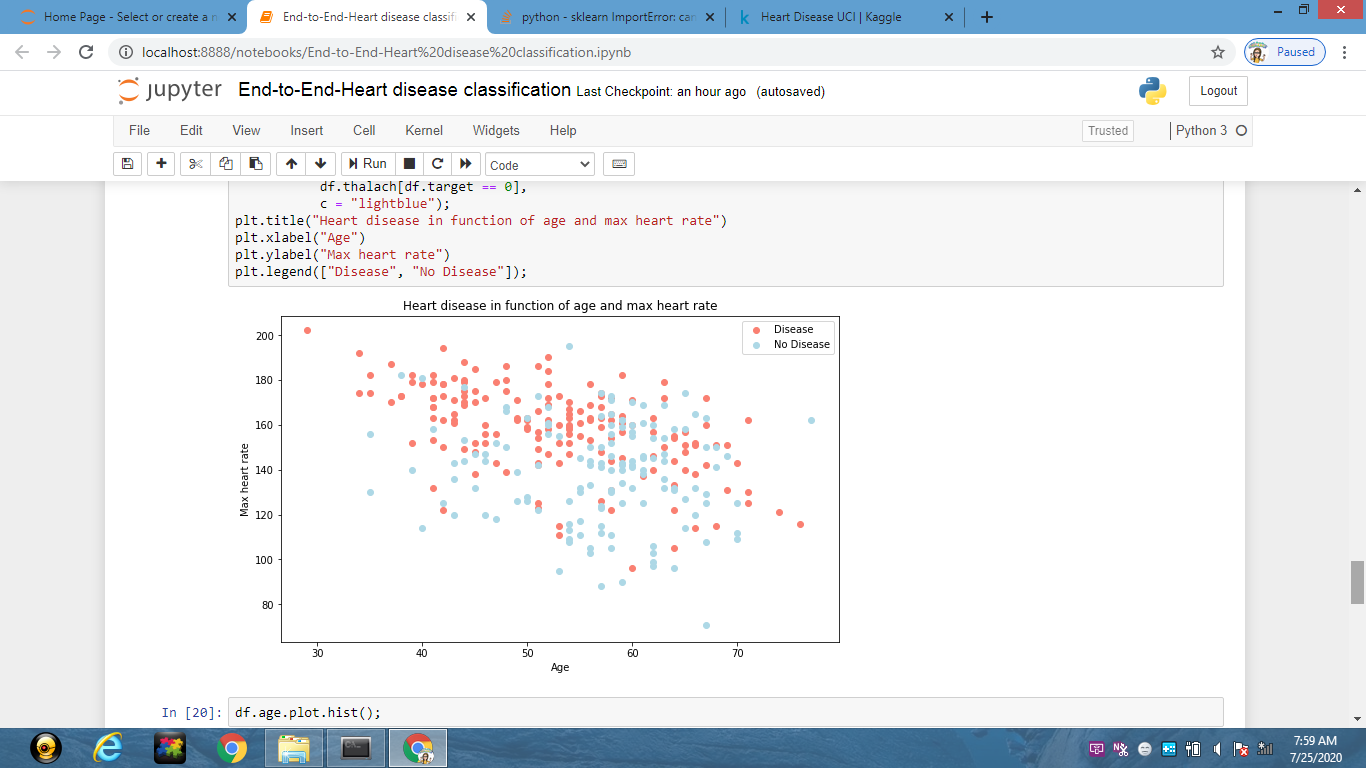 Home Page - Select or create a n
End-to-End-Heart disease classifi
python - sklearn ImportError: can
Heart Disease UCI | Kaggle
localhost:8888/notebooks/End-to-End-Heart%20disease%20classification.ipynb
Paused
jupyter End-to-End-Heart disease classification Last Checkpoint: an hour ago (autosaved)
Logout
File Edit View Insert Cell Kernel Widgets Help
Trusted
Python 3
Run
Code
df.thalach[df.target == 0],
c = "lightblue");
plt.title("Heart disease in function of age and max heart rate")
plt.xlabel("Age")
plt.ylabel("Max heart rate")
plt.legend(["Disease", "No Disease"]);
Heart disease in function of age and max heart rate
Disease
No Disease
200
180
160
140
120
100
80
Max heart rate
30 40 50 60 70
Age
In [20]: df.age.plot.hist();
7:59 AM
7/25/2020